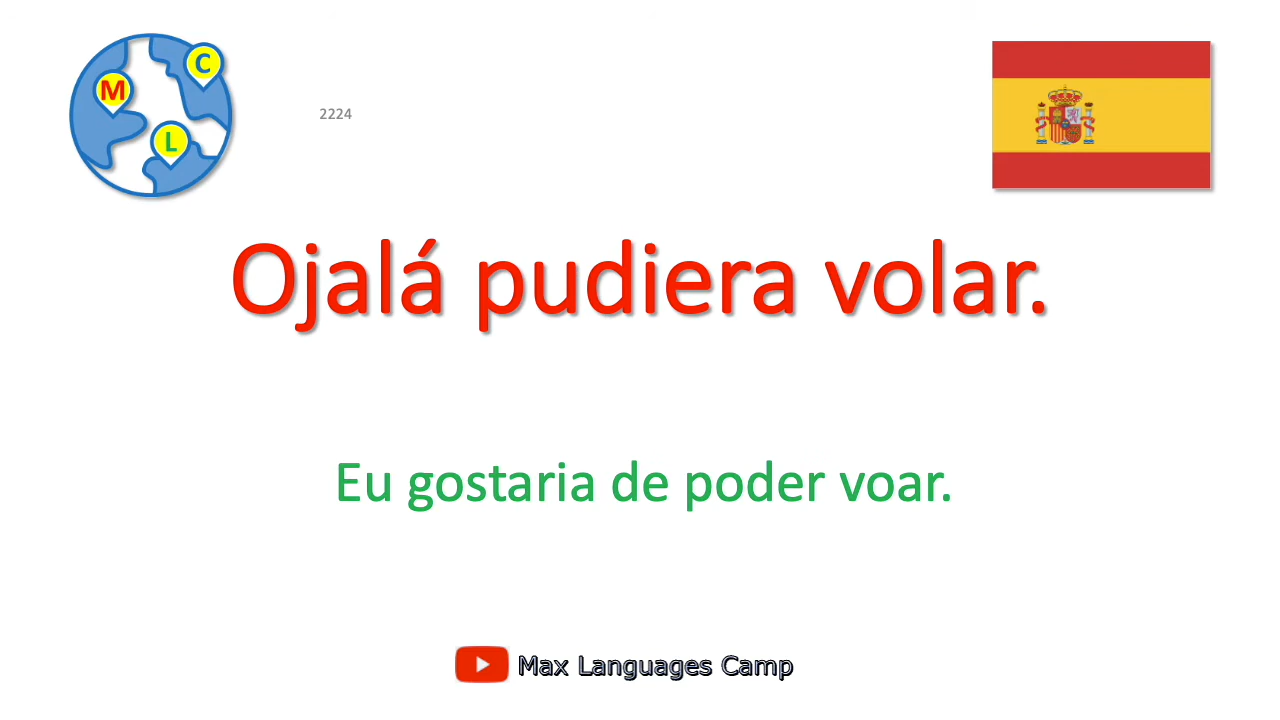 M
C
L
2224
Ojalá pudiera volar.
Eu gostaria de poder voar.
Max Languages Camp